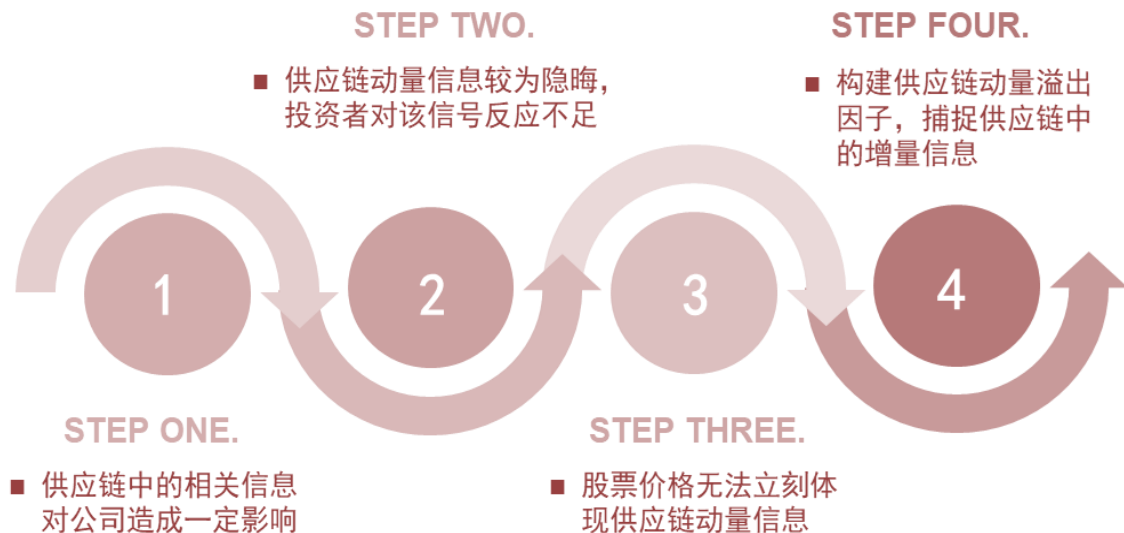 STEP TWO.
■ 供应链动量信息较为隐晦，
投资者对该信号反应不足
STEP FOUR.
■ 构建供应链动量溢出
因子，捕捉供应链中
的增量信息
1
2
3
4
STEP ONE.
■ 供应链中的相关信息
对公司造成一定影响
STEP THREE.
■ 股票价格无法立刻体
现供应链动量信息